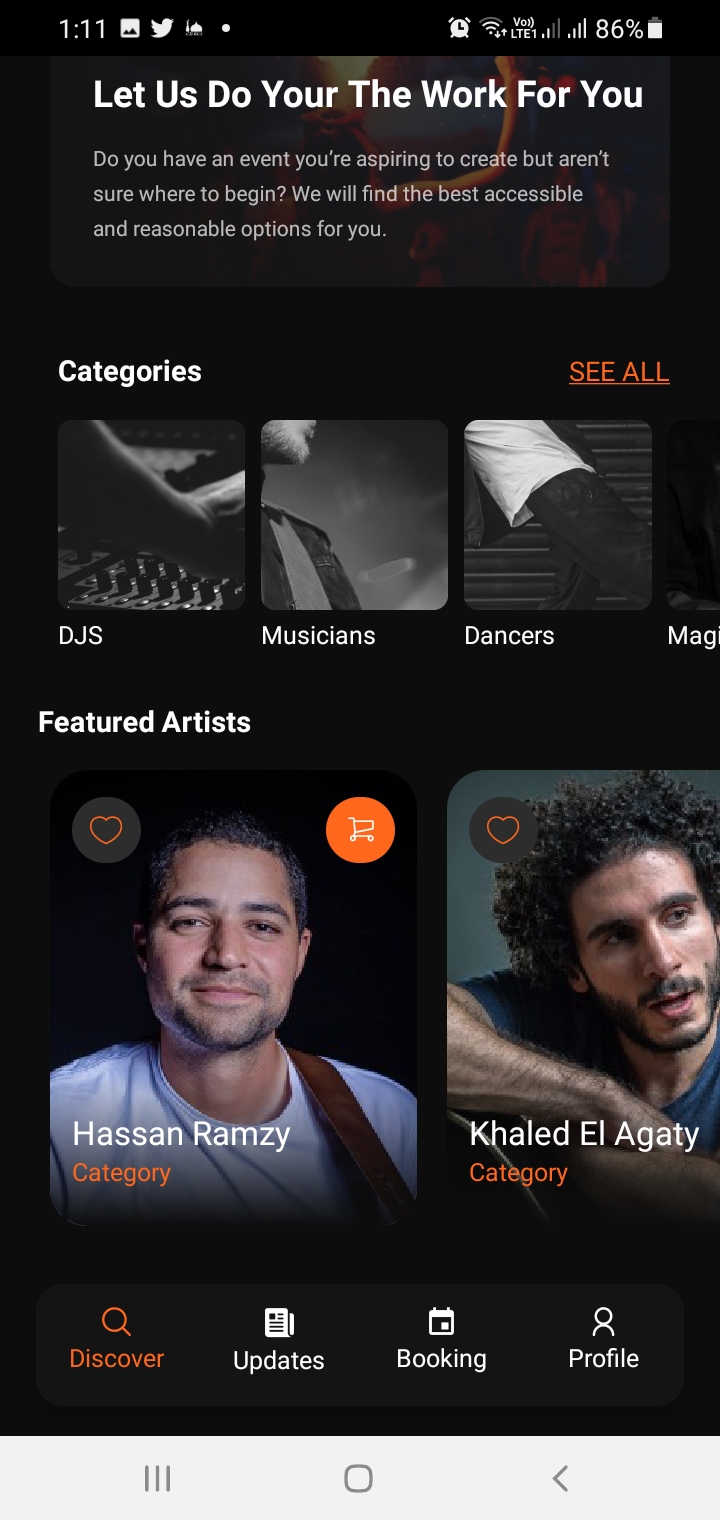 1:11
Vo))
LTE1
86%
Let Us Do Your The Work For You
Do you have an event you’re aspiring to create but aren’t
sure where to begin? We will find the best accessible
and reasonable options for you.
Categories
SEE ALL
DJS
Musicians
Dancers
Magi
Featured Artists
Hassan Ramzy
Category
Khaled El Agaty
Category
Discover
Updates
Booking
Profile